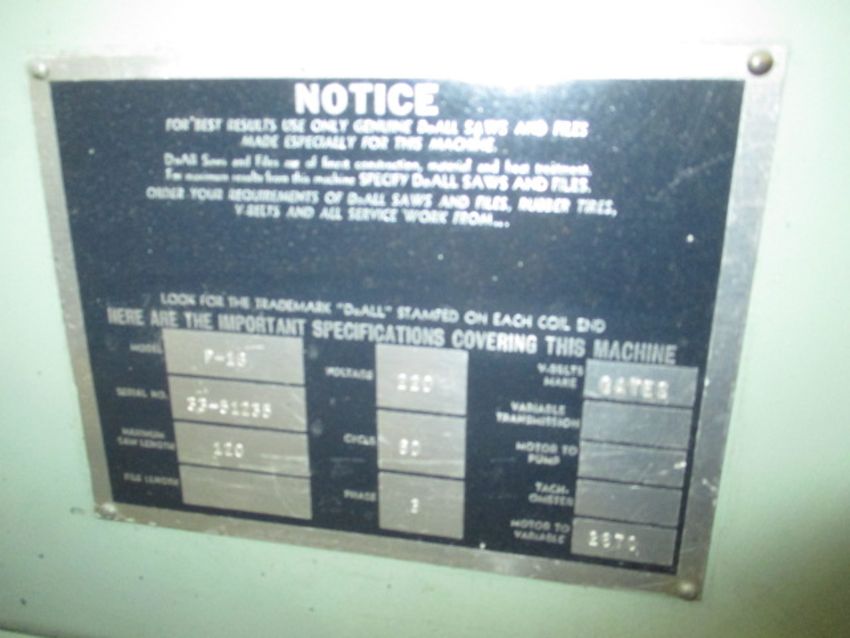 NOTICE
FOR BEST RESULTS USE ONLY GENUINE DoALL SAWS AND FILES
MADE ESPECIALLY FOR THIS MACHINE.
DoAll Saws and Files are of finest construction, material and heat treatment.
For maximum results from this machine SPECIFY DoALL SAWS AND FILES.
ORDER YOUR REQUIREMENTS OF DoALL SAWS AND FILES, RUBBER TIRES,
V-BELTS AND ALL SERVICE WORK FROM...
LOOK FOR THE TRADEMARK "DoALL" STAMPED ON EACH COIL END
HERE ARE THE IMPORTANT SPECIFICATIONS COVERING THIS MACHINE
MODEL
SERIAL NO.
MAXIMUM SAW LENGTH 120
FILE LENGTH
VOLTAGE 220
CYCLE 60
PHASE 3
V-BELTS MAKE GATES
VARIABLE TRANSMISSION
MOTOR TO PUMP
TACH-OMETER
MOTOR TO VARIABLE